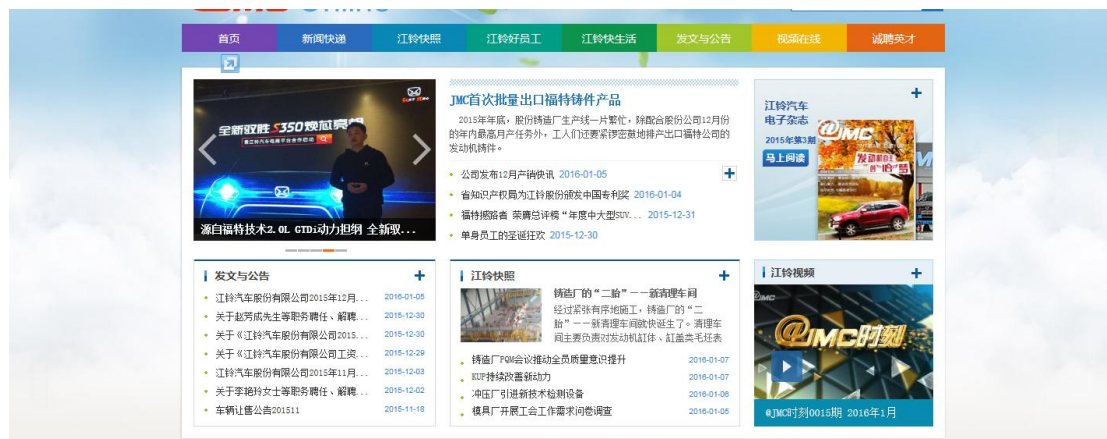 首页 新闻快递 江铃快照 江铃好员工 江铃快生活 发文与公告 视频在线 诚聘英才
全新驭胜 S350焕芯亮相
源自福特技术2.0L GTDi动力担纲 全新驭...
JMC首次批量出口福特铸件产品
2015年年底，股份铸造厂生产线一片繁忙，除配合股份公司12月份
的年内最高月产任务外，工人们还要紧锣密鼓地排产出口福特公司的
发动机铸件。
公司发布12月产销快讯 2016-01-05
省知识产权局为江铃股份颁发中国专利奖 2016-01-04
福特撼路者 荣膺总评榜“年度中大型SUV... 2015-12-31
单身员工的圣诞狂欢 2015-12-30
江铃汽车
电子杂志
2015年第3期
马上阅读
@JMC
发文与公告
江铃汽车股份有限公司2015年12月... 2016-01-05
关于赵芳成先生等职务聘任、解聘... 2015-12-30
关于《江铃汽车股份有限公司2015... 2015-12-30
关于《江铃汽车股份有限公司工资... 2015-12-29
江铃汽车股份有限公司2015年11月... 2015-12-03
关于李艳玲女士等职务聘任、解聘... 2015-12-02
车辆让售公告201511 2015-11-18
江铃快照
铸造厂的“二胎”－－新清理车间
经过紧张有序地施工，铸造厂的“二
胎”－－新清理车间就快诞生了。清理车
间主要负责对发动机缸体、缸盖类毛坯表
铸造厂PQM会议推动全员质量意识提升 2016-01-07
KUP持续改善新动力 2016-01-07
冲压厂引进新技术检测设备 2016-01-06
模具厂开展工会工作需求问卷调查 2016-01-05
江铃视频
@JMC时刻
@JMC时刻0015期 2016年1月